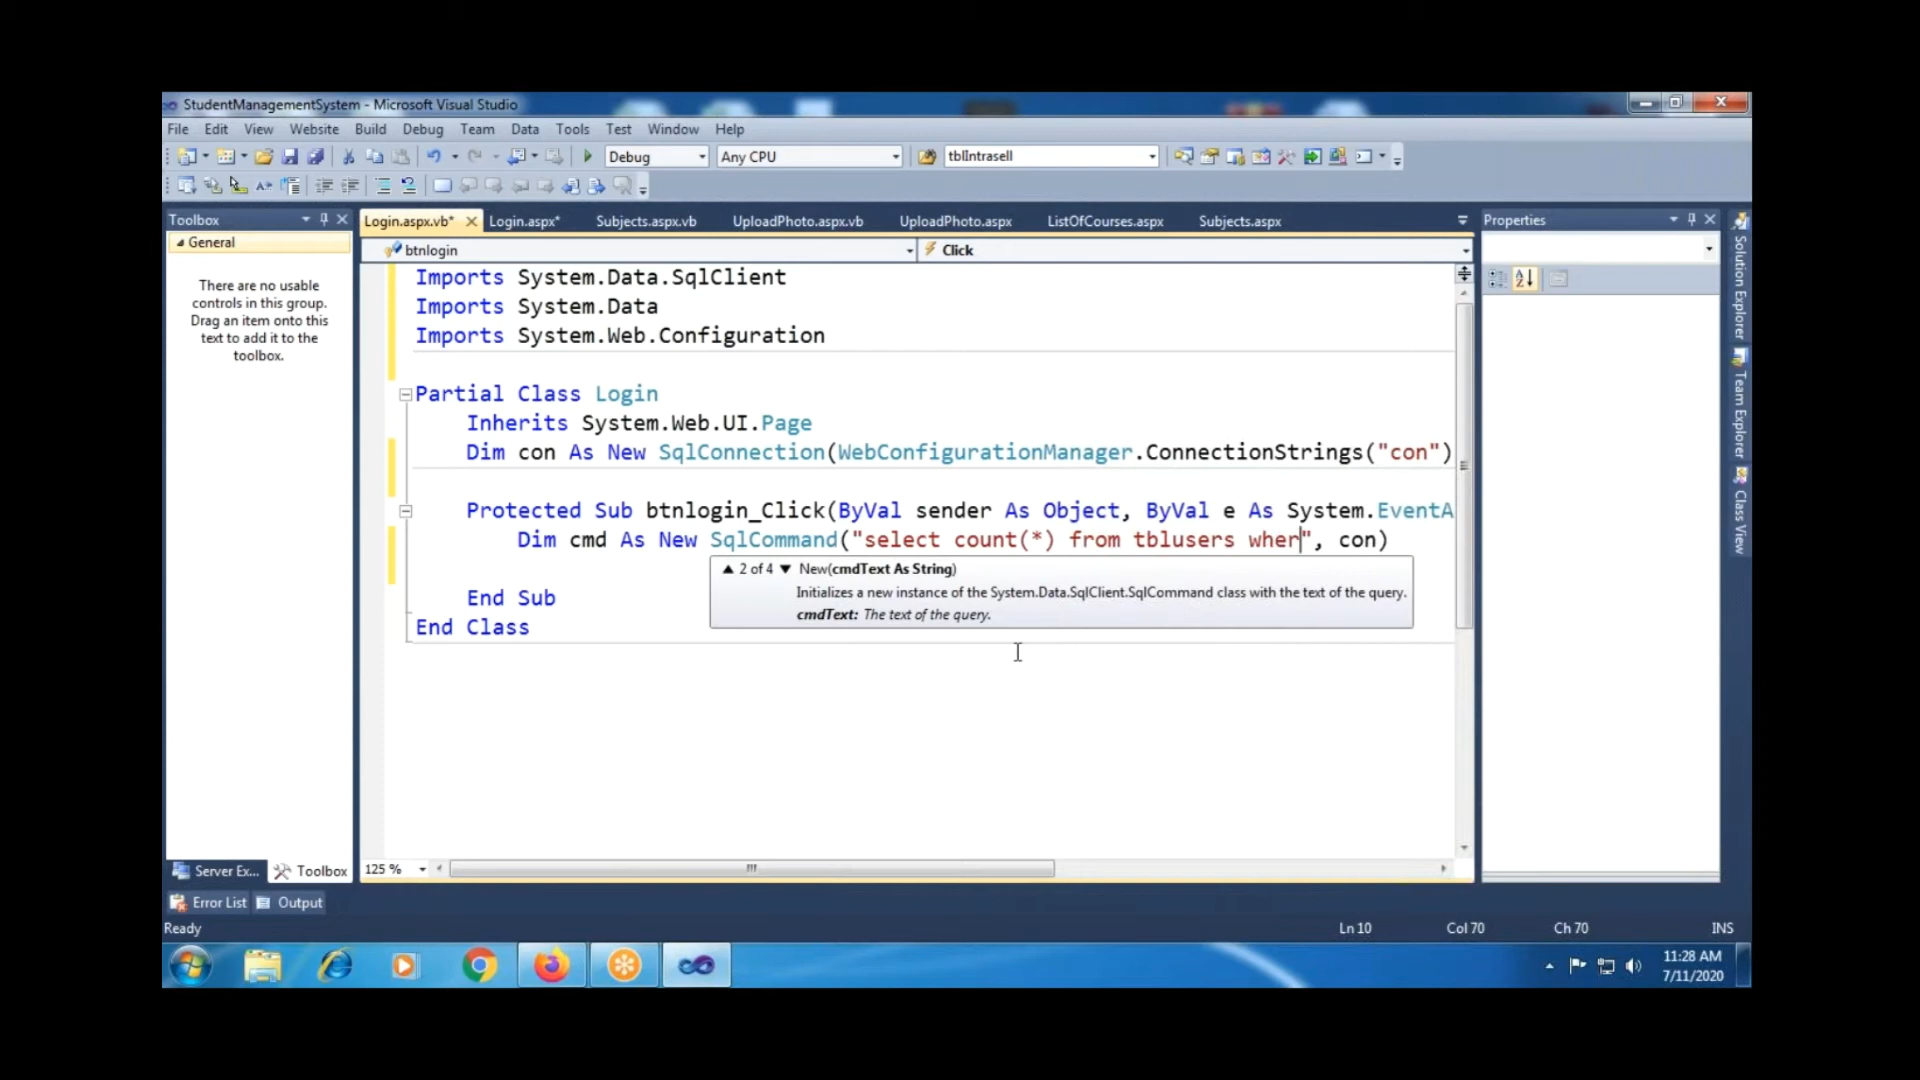 StudentManagementSystem - Microsoft Visual Studio
File Edit View Website Build Debug Team Data Tools Test Window Help
Debug Any CPU tblIntrasell
Toolbox
General
There are no usable
controls in this group.
Drag an item onto this
text to add it to the
toolbox.
Login.aspx.vb* Login.aspx* Subjects.aspx.vb UploadPhoto.aspx.vb UploadPhoto.aspx ListOfCourses.aspx Subjects.aspx
btnlogin Click
Imports System.Data.SqlClient
Imports System.Data
Imports System.Web.Configuration
Partial Class Login
Inherits System.Web.UI.Page
Dim con As New SqlConnection(WebConfigurationManager.ConnectionStrings("con")
Protected Sub btnlogin_Click(ByVal sender As Object, ByVal e As System.EventA
Dim cmd As New SqlCommand("select count(*) from tblusers wher", con)
2 of 4 New(cmdText As String)
Initializes a new instance of the System.Data.SqlClient.SqlCommand class with the text of the query.
cmdText: The text of the query.
End Sub
End Class
Properties
Solution Explorer
Team Explorer
Class View
Server Ex... Toolbox
125 %
Error List Output
Ready Ln 10 Col 70 Ch 70 INS
11:28 AM
7/11/2020